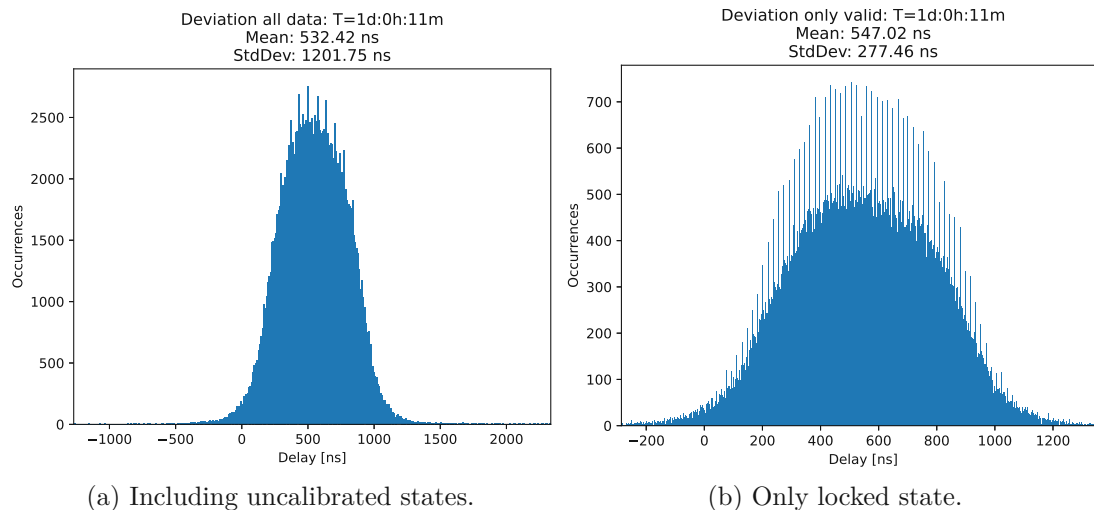 Deviation all data: T=1d:0h:11m
Mean: 532.42 ns
StdDev: 1201.75 ns
Occurrences
2500
2000
1500
1000
500
0
−1000 −500 0 500 1000 1500 2000
Delay [ns]
(a) Including uncalibrated states.
Deviation only valid: T=1d:0h:11m
Mean: 547.02 ns
StdDev: 277.46 ns
Occurrences
700
600
500
400
300
200
100
0
−200 0 200 400 600 800 1000 1200
Delay [ns]
(b) Only locked state.